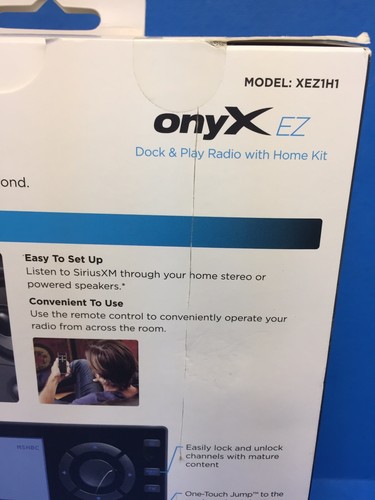 MODEL: XEZ1H1
onyX EZ
Dock & Play Radio with Home Kit
ond.
Easy To Set Up
Listen to SiriusXM through your home stereo or
powered speakers.*
Convenient To Use
Use the remote control to conveniently operate your
radio from across the room.
Easily lock and unlock
channels with mature
content
One-Touch Jump™ to the